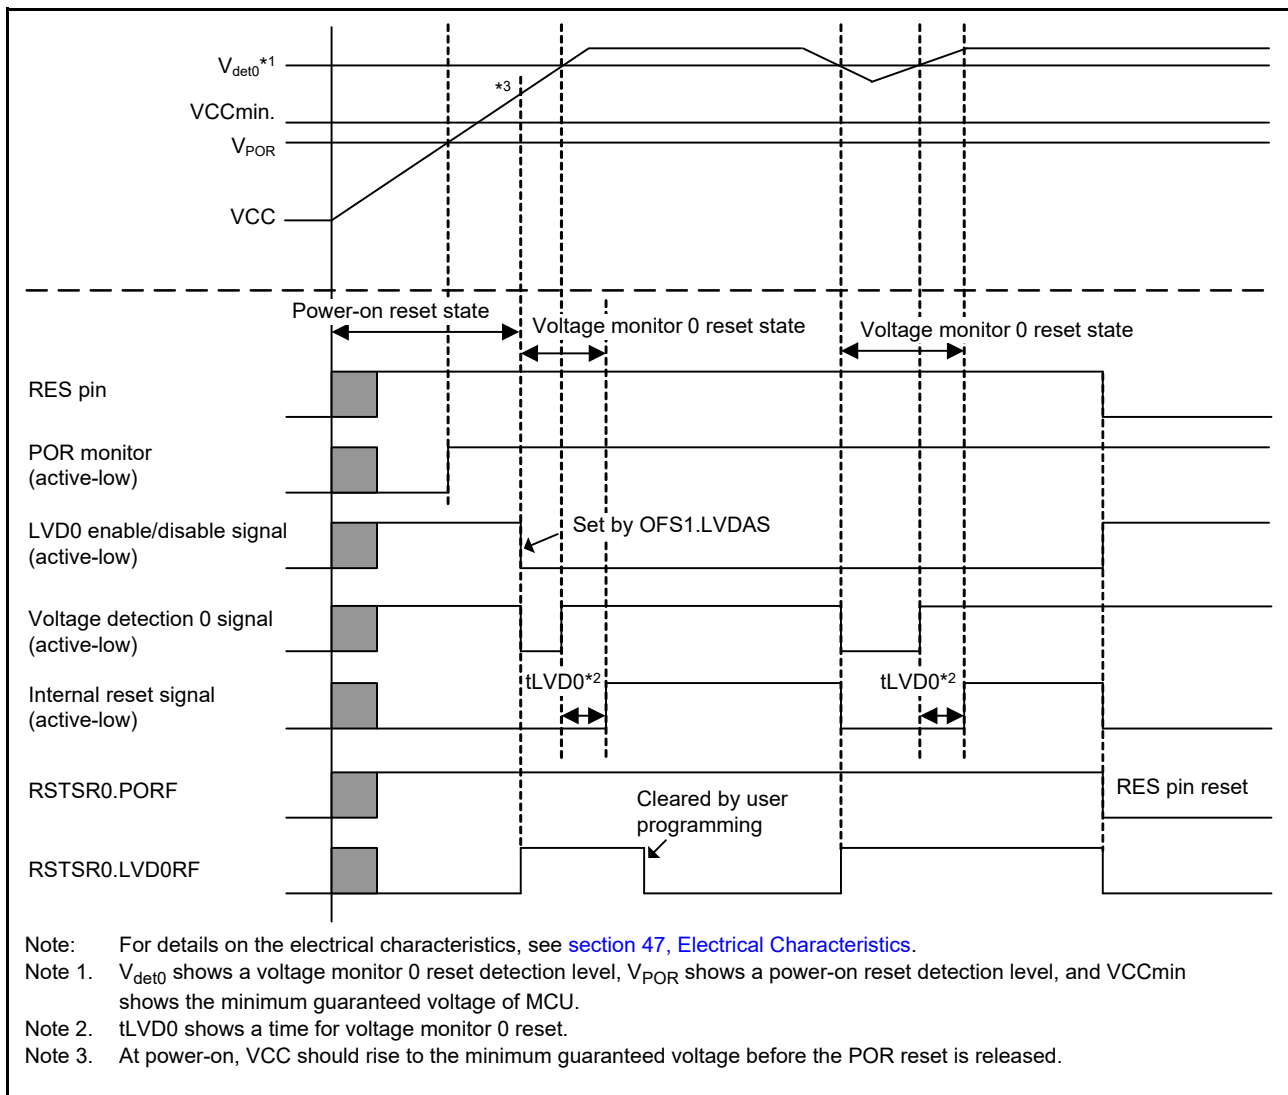 Vdet0*1
*3
VCCmin.
VPOR
VCC
Power-on reset state
Voltage monitor 0 reset state
Voltage monitor 0 reset state
RES pin
POR monitor
(active-low)
LVD0 enable/disable signal
(active-low)
Set by OFS1.LVDAS
Voltage detection 0 signal
(active-low)
tLVD0*2
tLVD0*2
Internal reset signal
(active-low)
RSTSR0.PORF
RES pin reset
Cleared by user
programming
RSTSR0.LVD0RF
Note: For details on the electrical characteristics, see section 47, Electrical Characteristics.
Note 1. Vdet0 shows a voltage monitor 0 reset detection level, VPOR shows a power-on reset detection level, and VCCmin
shows the minimum guaranteed voltage of MCU.
Note 2. tLVD0 shows a time for voltage monitor 0 reset.
Note 3. At power-on, VCC should rise to the minimum guaranteed voltage before the POR reset is released.